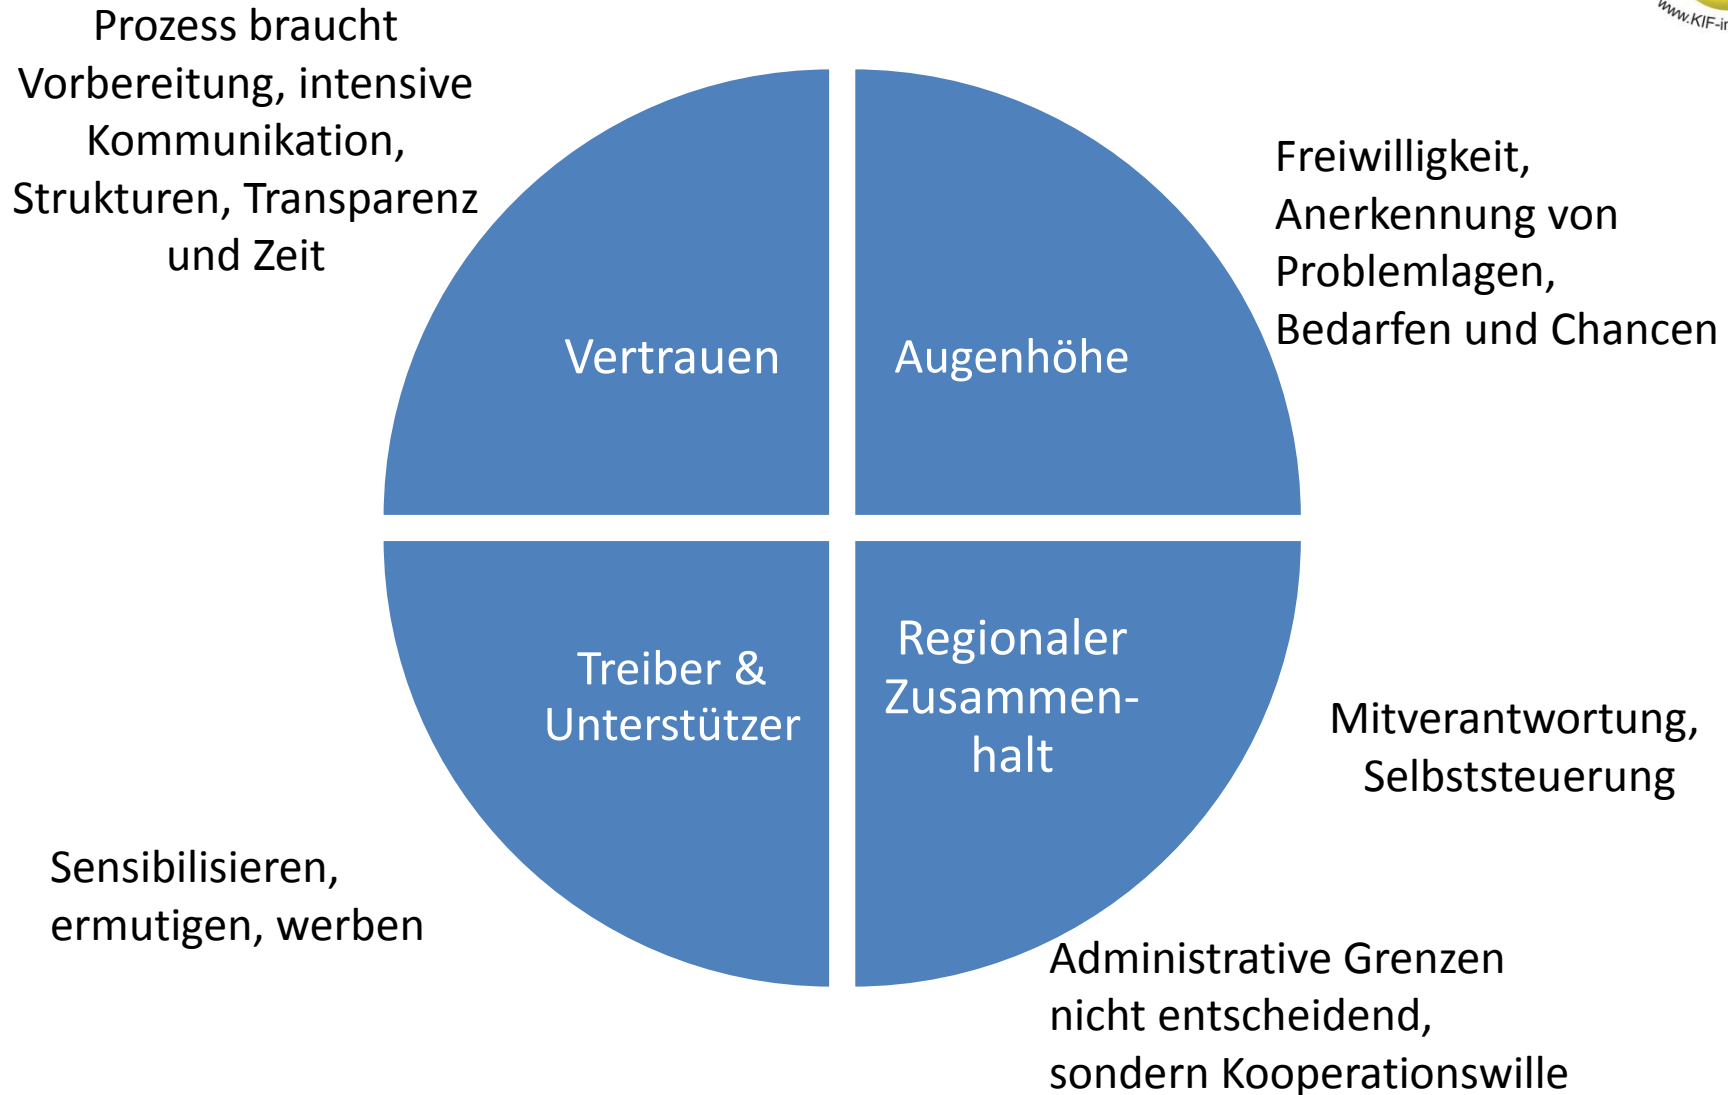 Prozess braucht
Vorbereitung, intensive
Kommunikation,
Strukturen, Transparenz
und Zeit
Freiwilligkeit,
Anerkennung von
Problemlagen,
Bedarfen und Chancen
Vertrauen
Augenhöhe
Treiber &
Unterstützer
Regionaler
Zusammen-
halt
Mitverantwortung,
Selbststeuerung
Sensibilisieren,
ermutigen, werben
Administrative Grenzen
nicht entscheidend,
sondern Kooperationswille